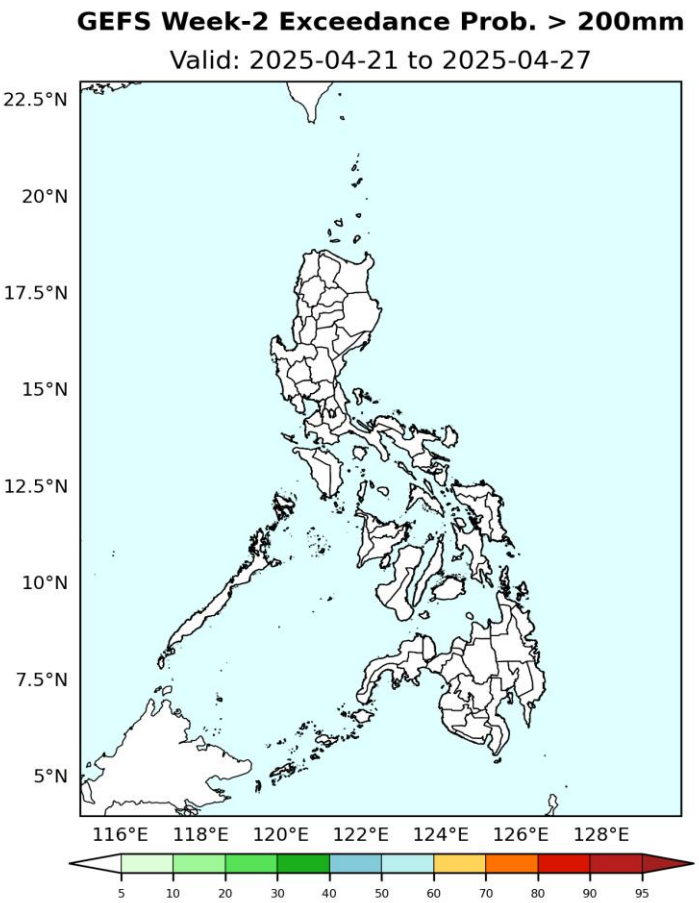 GEFS Week-2 Exceedance Prob. > 200mm
Valid: 2025-04-21 to 2025-04-27
22.5°N
20°N
17.5°N
15°N
12.5°N
10°N
7.5°N
5°N
116°E 118°E 120°E 122°E 124°E 126°E 128°E
5 10 20 30 40 50 60 70 80 90 95